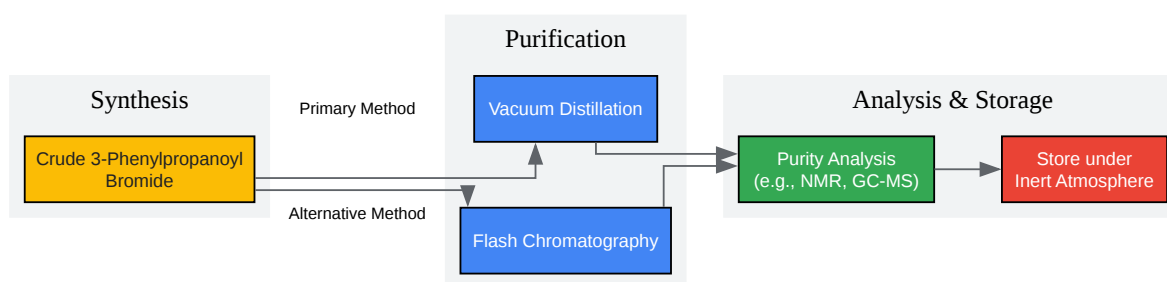 Synthesis
Crude 3-Phenylpropanoyl
Bromide
Primary Method
Alternative Method
Purification
Vacuum Distillation
Flash Chromatography
Analysis & Storage
Purity Analysis
(e.g., NMR, GC-MS)
Store under
Inert Atmosphere